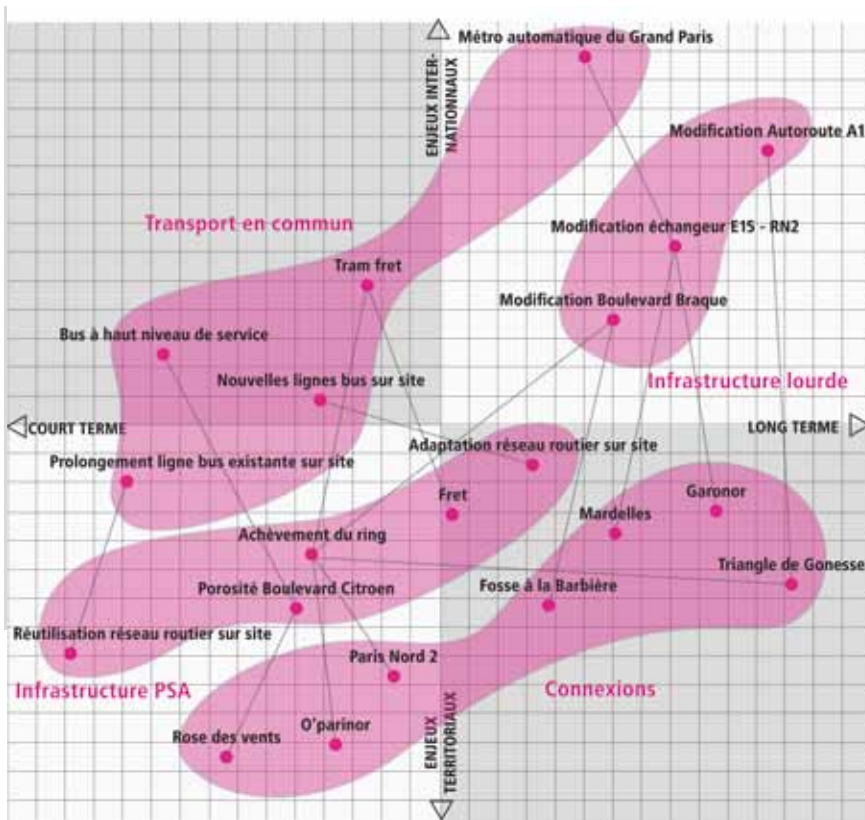 Métro automatique du Grand Paris
ENJEUX INTER-
NATIONNAUX
Modification Autoroute A1
Transport en commun
Modification échangeur E15 - RN2
Tram fret
Modification Boulevard Braque
Bus à haut niveau de service
Nouvelles lignes bus sur site
Infrastructure lourde
COURT TERME
LONG TERME
Adaptation réseau routier sur site
Prolongement ligne bus existante sur site
Fret
Garonor
Mardelles
Achèvement du ring
Triangle de Gonesse
Porosité Boulevard Citroen
Fosse à la Barbière
Réutilisation réseau routier sur site
Paris Nord 2
Infrastructure PSA
Connexions
O'parinor
Rose des vents
ENJEUX
TERRITORIAUX